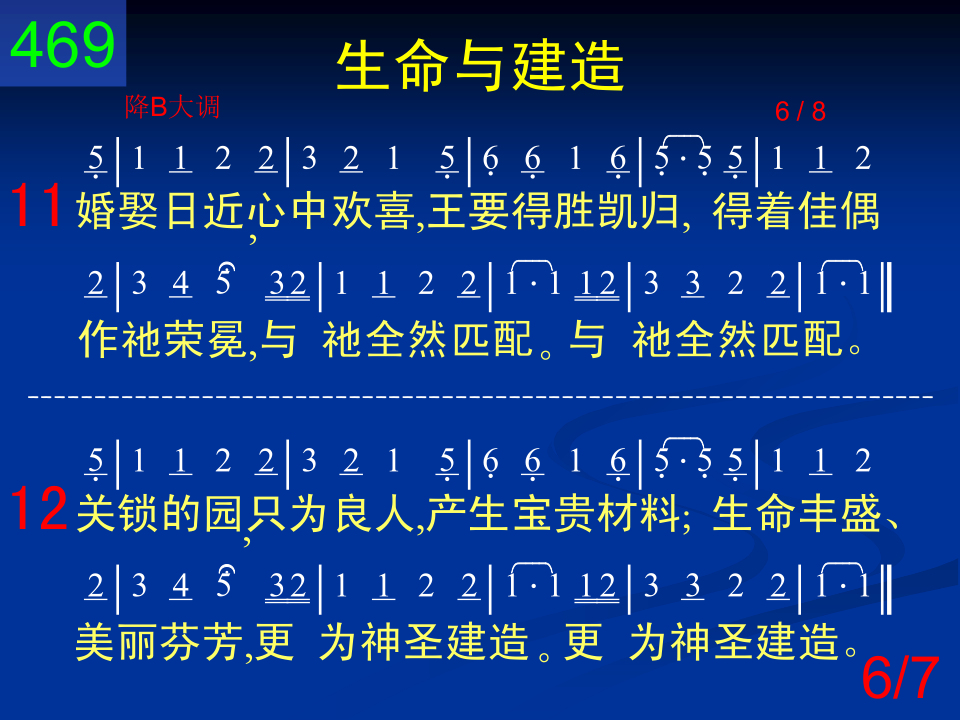 469
生命与建造
降B大调
6 / 8
5|1 1 2 2|3 2 1 5|6 6 1 6|5·5 5|1 1 2
11 婚娶日近,心中欢喜,王要得胜凯归, 得着佳偶
2|3 4 5 32|1 1 2 2|1·1 12|3 3 2 2|1·1‖
作祂荣冕,与 祂全然匹配。与 祂全然匹配。
5|1 1 2 2|3 2 1 5|6 6 1 6|5·5 5|1 1 2
12 关锁的园,只为良人,产生宝贵材料; 生命丰盛、
2|3 4 5 32|1 1 2 2|1·1 12|3 3 2 2|1·1‖
美丽芬芳,更 为神圣建造。更 为神圣建造。
6/7